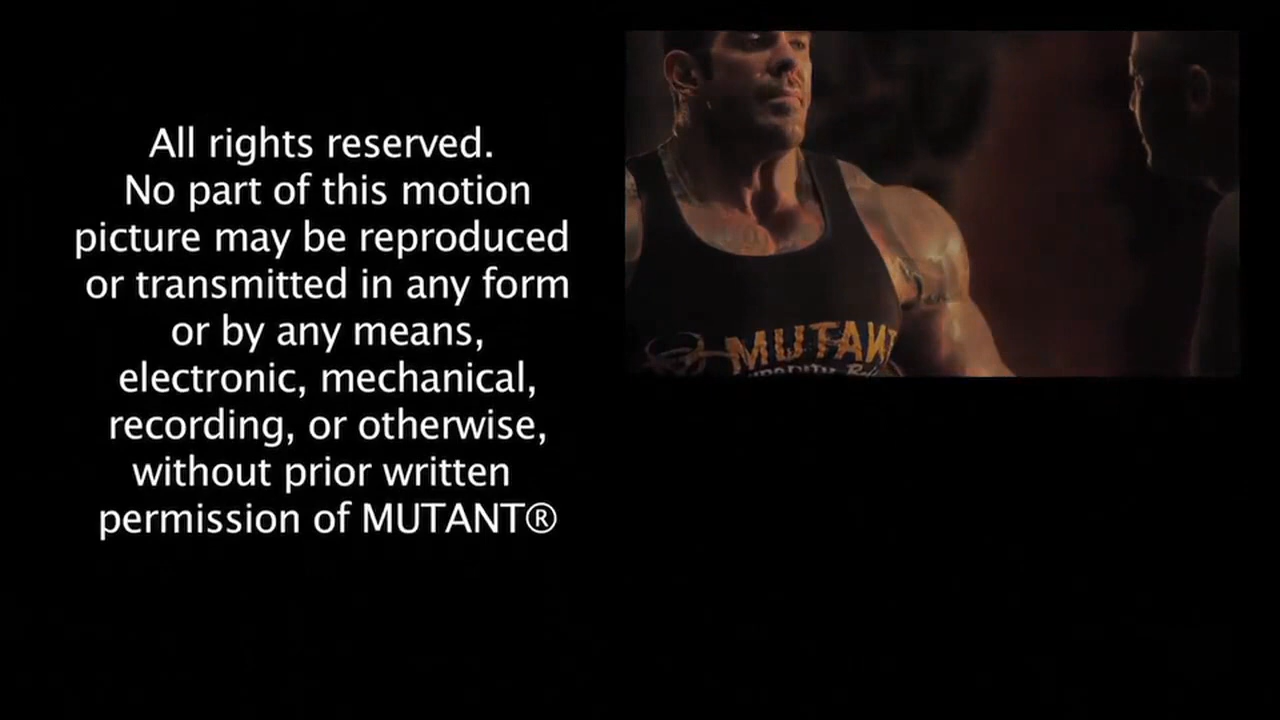 All rights reserved.
No part of this motion
picture may be reproduced
or transmitted in any form
or by any means,
electronic, mechanical,
recording, or otherwise,
without prior written
permission of MUTANT®
MUTANT